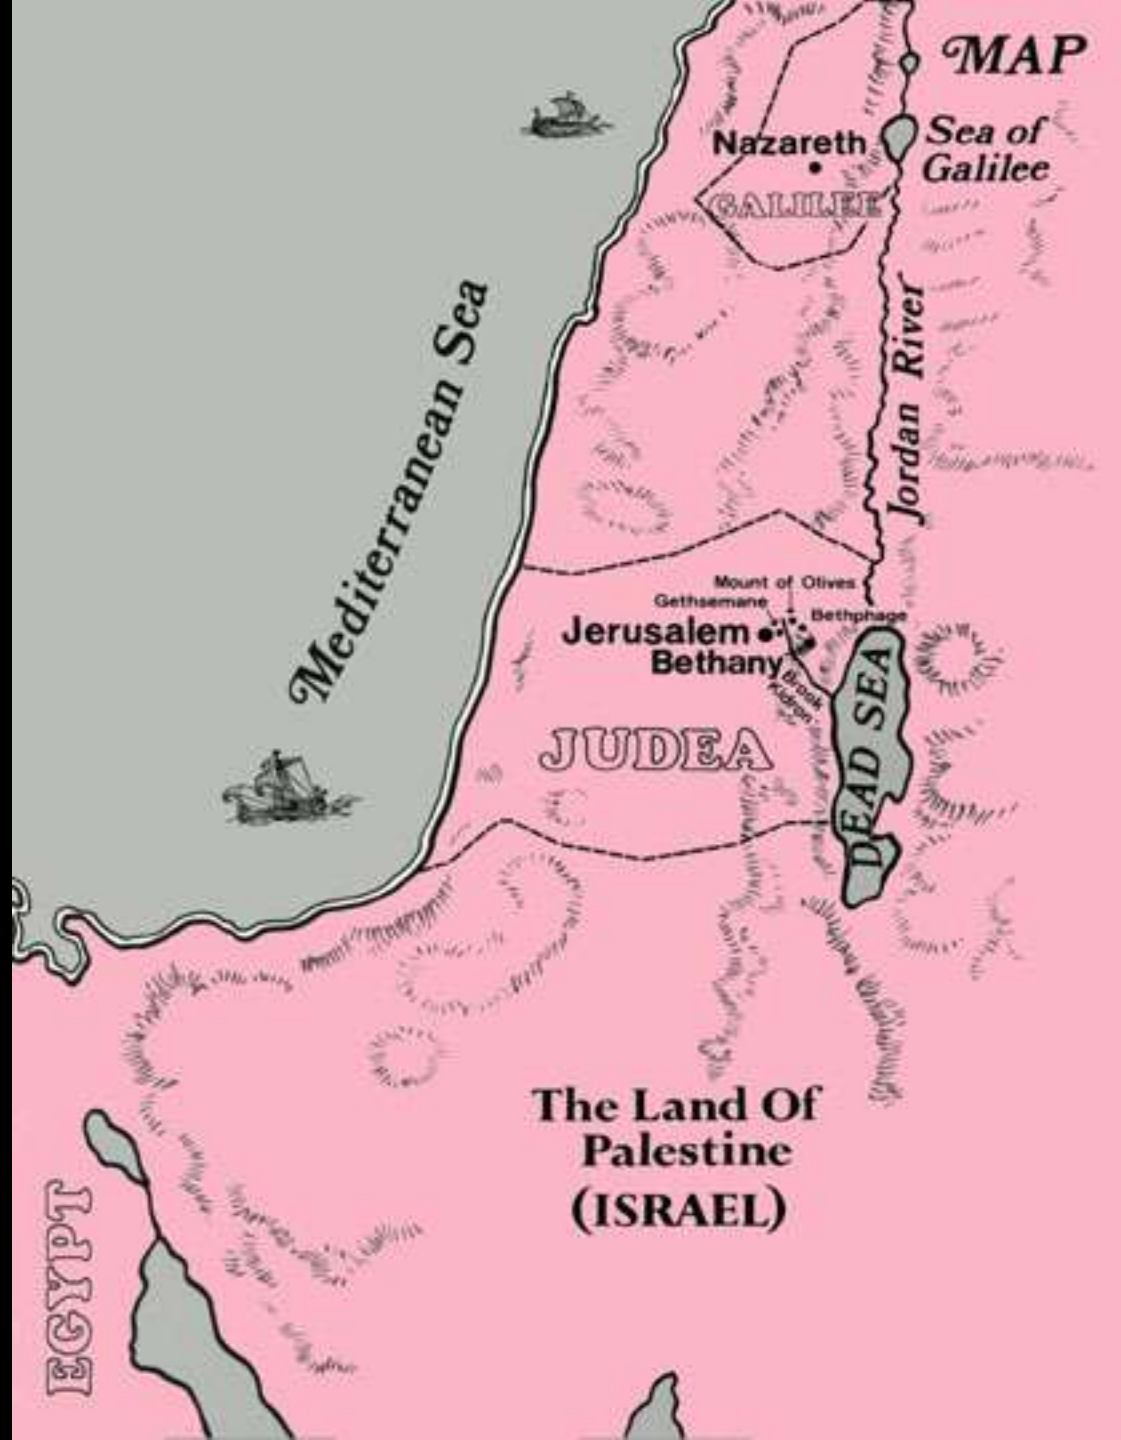 MAP
Nazareth
Sea of
Galilee
GALILEE
Mediterranean Sea
Jordan River
Mount of Olives
Gethsemane
Bethphage
Jerusalem
Bethany
Brook
Kidron
JUDEA
DEAD SEA
The Land Of
Palestine
(ISRAEL)
EGYPT